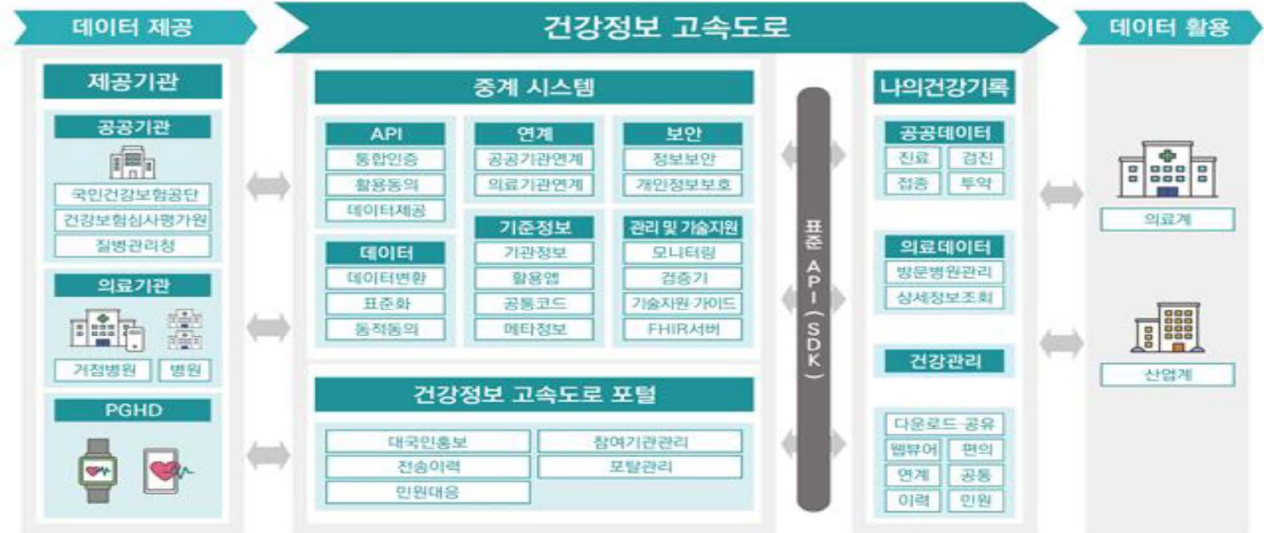 데이터 제공
건강정보 고속도로
데이터 활용
제공기관
공공기관
국민건강보험공단
건강보험심사평가원
질병관리청
의료기관
거점병원
병원
PGHD
중계 시스템
API
통합인증
활용동의
데이터제공
연계
공공기관연계
의료기관연계
보안
정보보안
개인정보보호
데이터
데이터변환
표준화
동적동의
기준정보
기관정보
활용앱
공통코드
메타정보
관리 및 기술지원
모니터링
검증기
기술지원·가이드
FHIR서버
건강정보 고속도로 포털
대국민홍보
참여기관관리
전송이력
포탈관리
민원대응
표준 API(SDK)
나의건강기록
공공데이터
진료
검진
접종
투약
의료데이터
방문병원관리
상세정보조회
건강관리
다운로드·공유
웹뷰어
편의
연계
공통
이력
민원
의료계
산업계